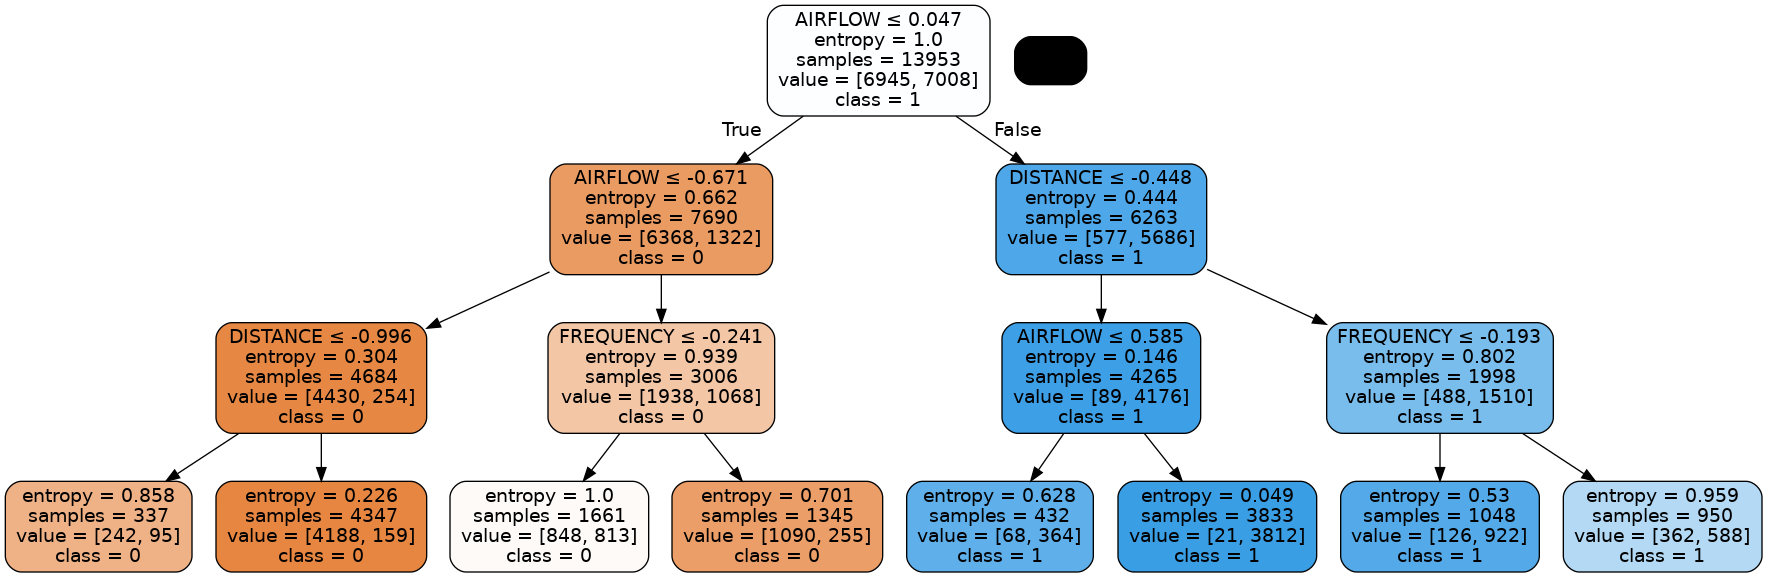 AIRFLOW ≤ 0.047
entropy = 1.0
samples = 13953
value = [6945, 7008]
class = 1
True
False
AIRFLOW ≤ -0.671
entropy = 0.662
samples = 7690
value = [6368, 1322]
class = 0
DISTANCE ≤ -0.448
entropy = 0.444
samples = 6263
value = [577, 5686]
class = 1
DISTANCE ≤ -0.996
entropy = 0.304
samples = 4684
value = [4430, 254]
class = 0
FREQUENCY ≤ -0.241
entropy = 0.939
samples = 3006
value = [1938, 1068]
class = 0
AIRFLOW ≤ 0.585
entropy = 0.146
samples = 4265
value = [89, 4176]
class = 1
FREQUENCY ≤ -0.193
entropy = 0.802
samples = 1998
value = [488, 1510]
class = 1
entropy = 0.858
samples = 337
value = [242, 95]
class = 0
entropy = 0.226
samples = 4347
value = [4188, 159]
class = 0
entropy = 1.0
samples = 1661
value = [848, 813]
class = 0
entropy = 0.701
samples = 1345
value = [1090, 255]
class = 0
entropy = 0.628
samples = 432
value = [68, 364]
class = 1
entropy = 0.049
samples = 3833
value = [21, 3812]
class = 1
entropy = 0.53
samples = 1048
value = [126, 922]
class = 1
entropy = 0.959
samples = 950
value = [362, 588]
class = 1